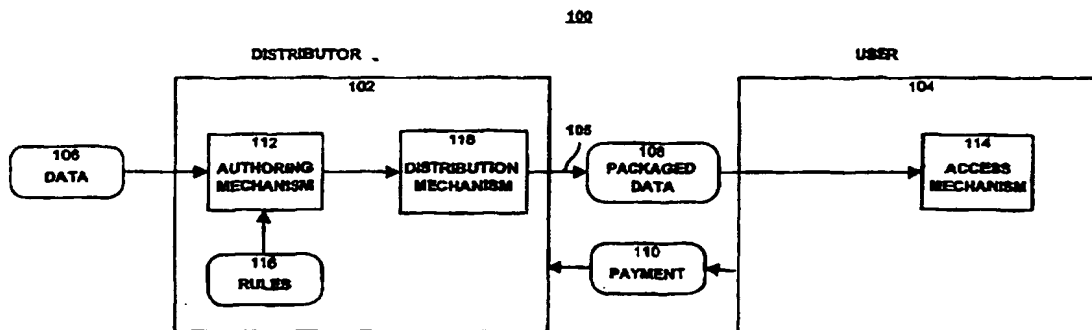 100
DISTRIBUTOR
USER
102
104
106
DATA
112
AUTHORING
MECHANISM
118
DISTRIBUTION
MECHANISM
105
108
PACKAGED
DATA
114
ACCESS
MECHANISM
116
RULES
110
PAYMENT